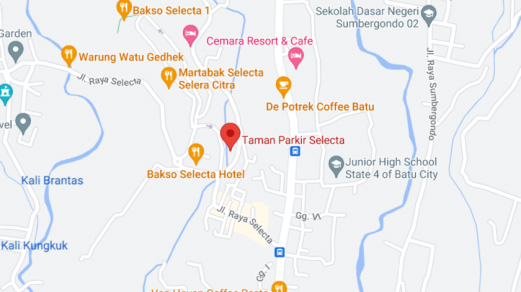 Bakso Selecta 1
Sekolah Dasar Negeri
Sumbergondo 02
Garden
Cemara Resort & Cafe
Warung Watu Gedhek
Martabak Selecta
Selera Citra
Jl. Raya Selecta
De Potrek Coffee Batu
Jl. Raya Sumbergondo
vel
Taman Parkir Selecta
Junior High School
State 4 of Batu City
Bakso Selecta Hotel
Kali Brantas
Jl. Raya Selecta
Gg. VI
Kali Kungkuk
Gg. I